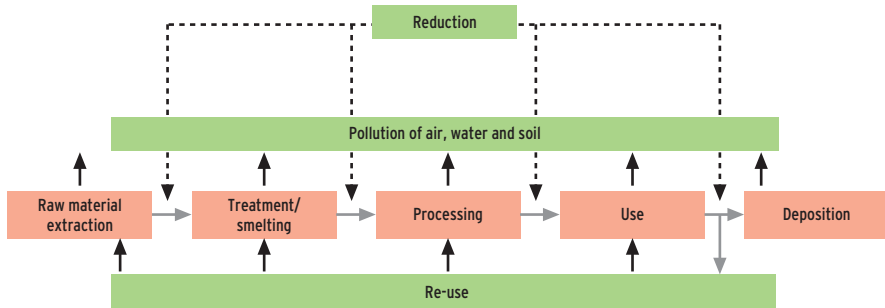 Reduction
Pollution of air, water and soil
Raw material
extraction
Treatment/
smelting
Processing
Use
Deposition
Re-use